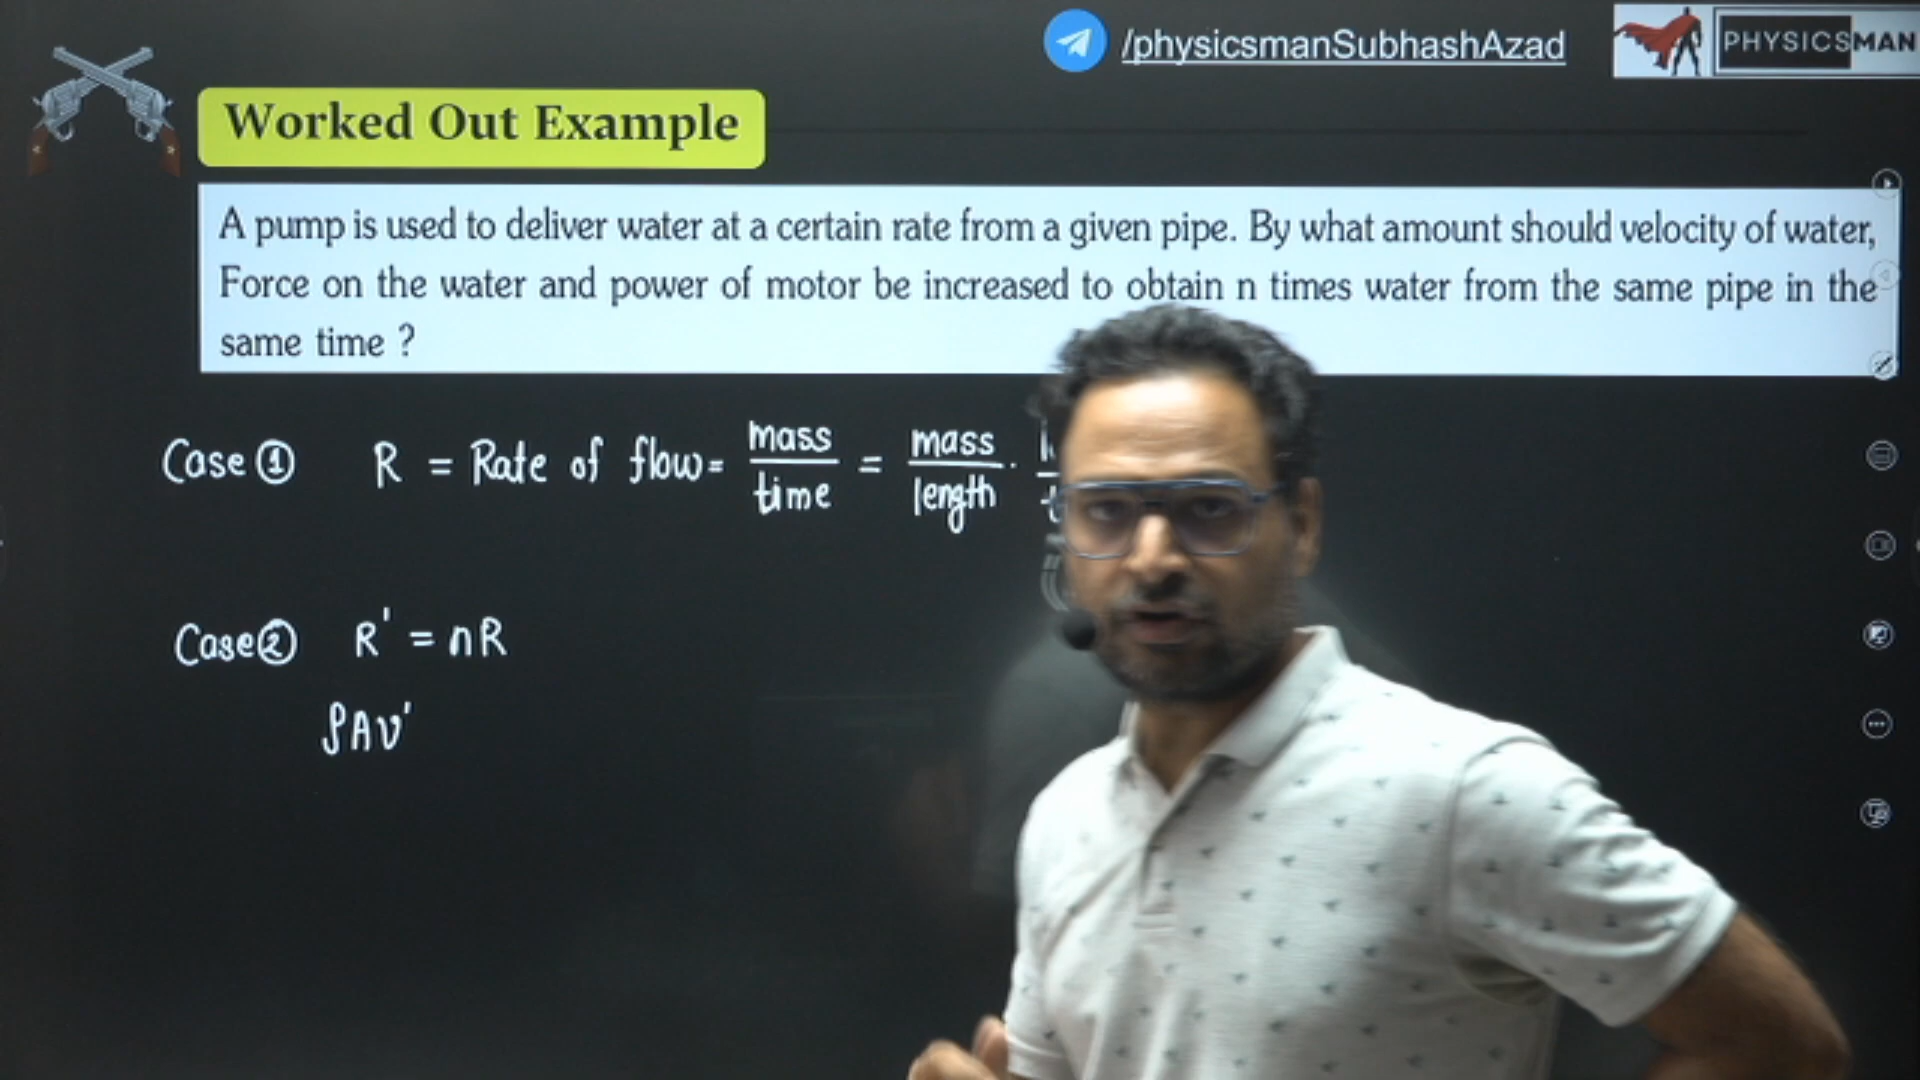 /physicsmanSubhashAzad
PHYSICSMAN
Worked Out Example
A pump is used to deliver water at a certain rate from a given pipe. By what amount should velocity of water,
Force on the water and power of motor be increased to obtain n times water from the same pipe in the
same time ?
Case ① R = Rate of flow = mass/time = mass/length ·
Case ② R' = nR
ρAv'